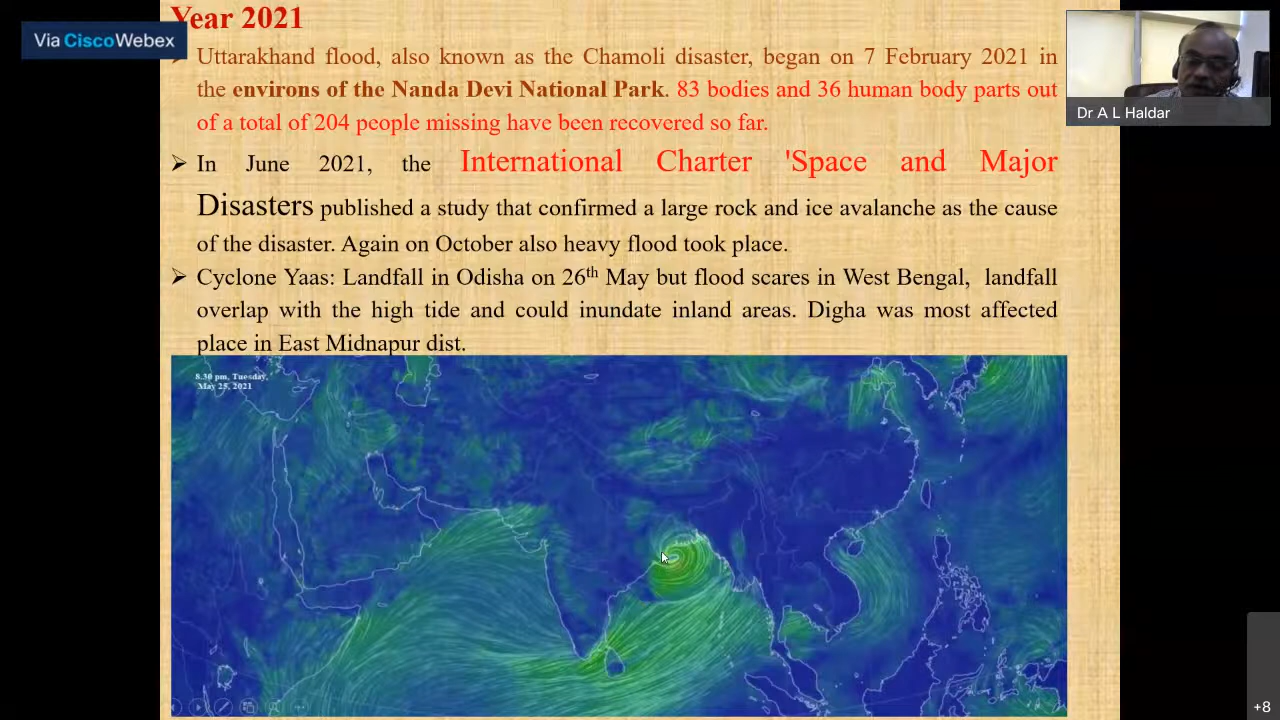 Year 2021
Via Cisco Webex
Uttarakhand flood, also known as the Chamoli disaster, began on 7 February 2021 in
the environs of the Nanda Devi National Park. 83 bodies and 36 human body parts out
of a total of 204 people missing have been recovered so far.
Dr A L Haldar
In June 2021, the International Charter 'Space and Major
Disasters published a study that confirmed a large rock and ice avalanche as the cause
of the disaster. Again on October also heavy flood took place.
Cyclone Yaas: Landfall in Odisha on 26th May but flood scares in West Bengal, landfall
overlap with the high tide and could inundate inland areas. Digha was most affected
place in East Midnapur dist.
8.30 pm, Tuesday,
May 25, 2021
+8